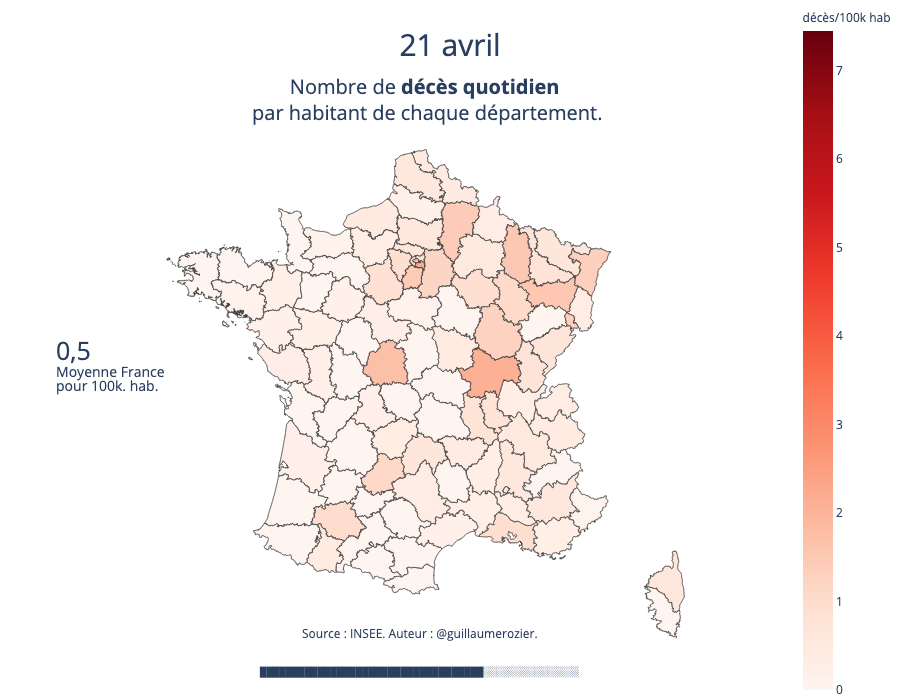 décès/100k hab
21 avril
Nombre de décès quotidien
par habitant de chaque département.
7
6
5
4
3
2
1
0
0,5
Moyenne France
pour 100k. hab.
Source : INSEE. Auteur : @guillaumerozier.